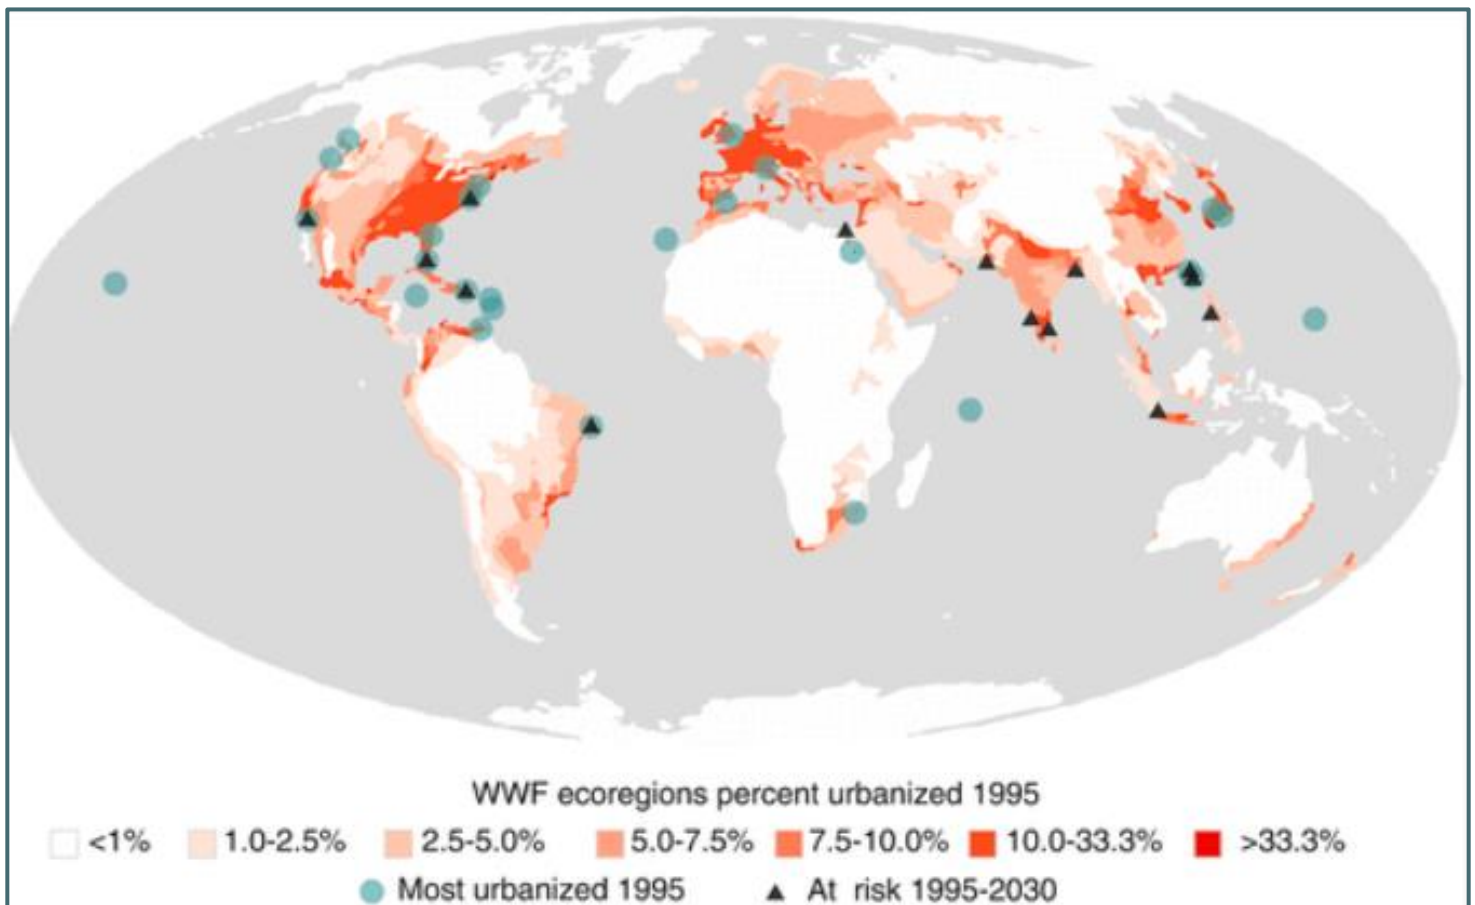 WWF ecoregions percent urbanized 1995
<1% 1.0-2.5% 2.5-5.0% 5.0-7.5% 7.5-10.0% 10.0-33.3% >33.3%
Most urbanized 1995 At risk 1995-2030